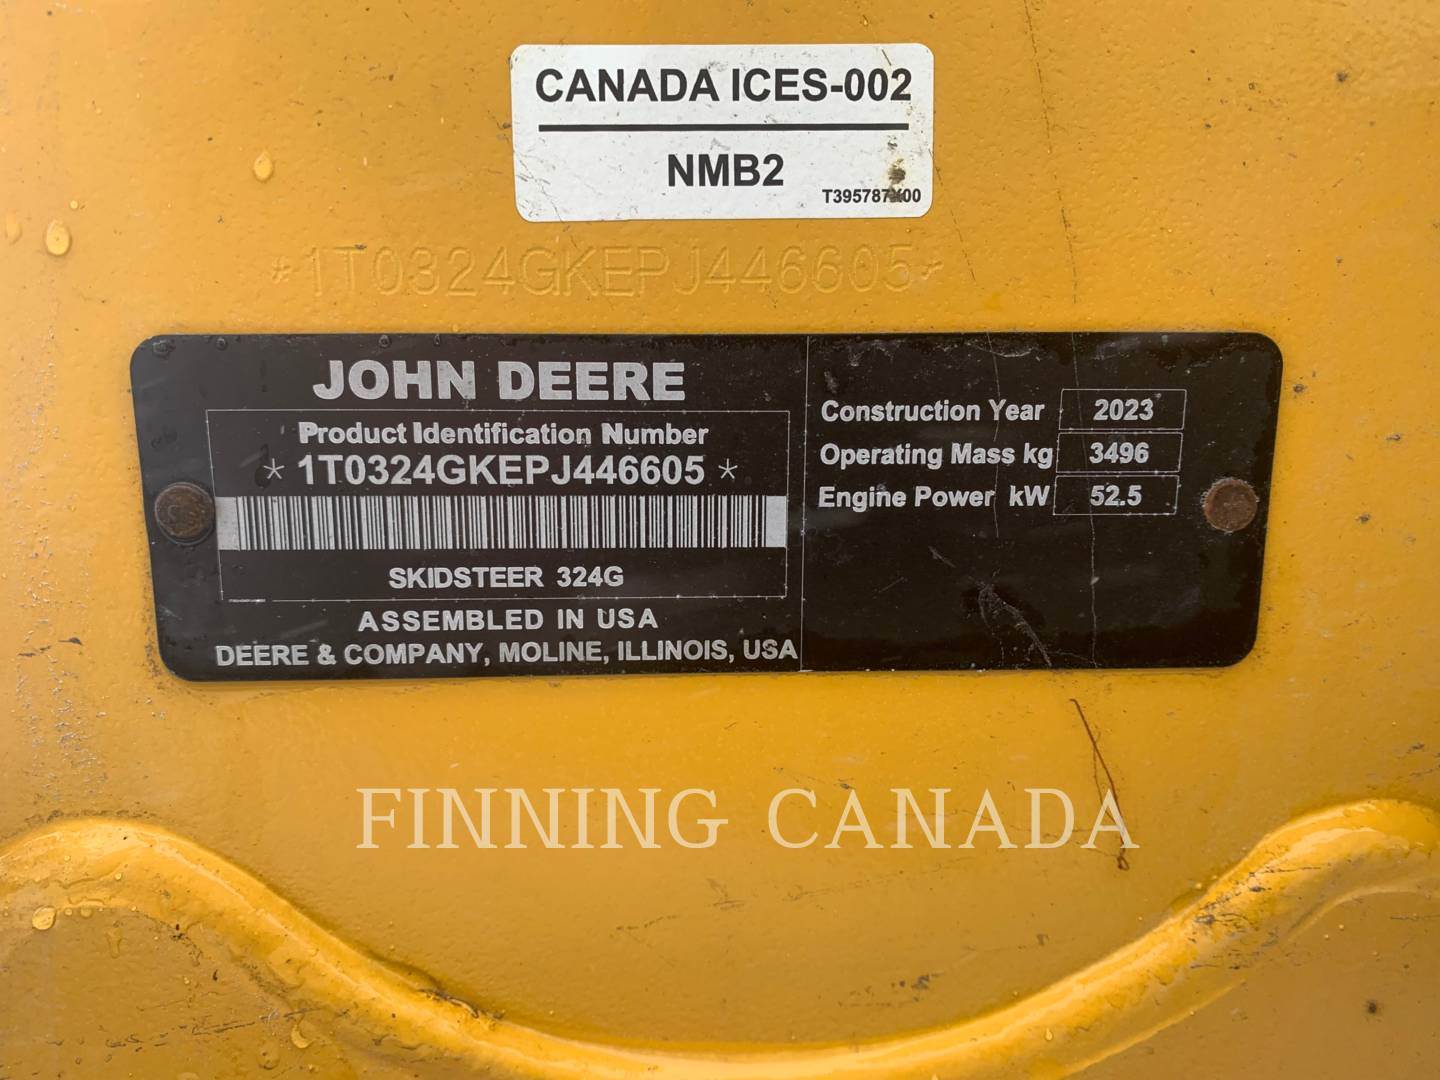 CANADA ICES-002
NMB2
T395787X00
*1T0324GKEPJ446605*
JOHN DEERE
Product Identification Number
* 1T0324GKEPJ446605 *
SKIDSTEER 324G
ASSEMBLED IN USA
DEERE & COMPANY, MOLINE, ILLINOIS, USA
Construction Year 2023
Operating Mass kg 3496
Engine Power kW 52.5
FINNING CANADA